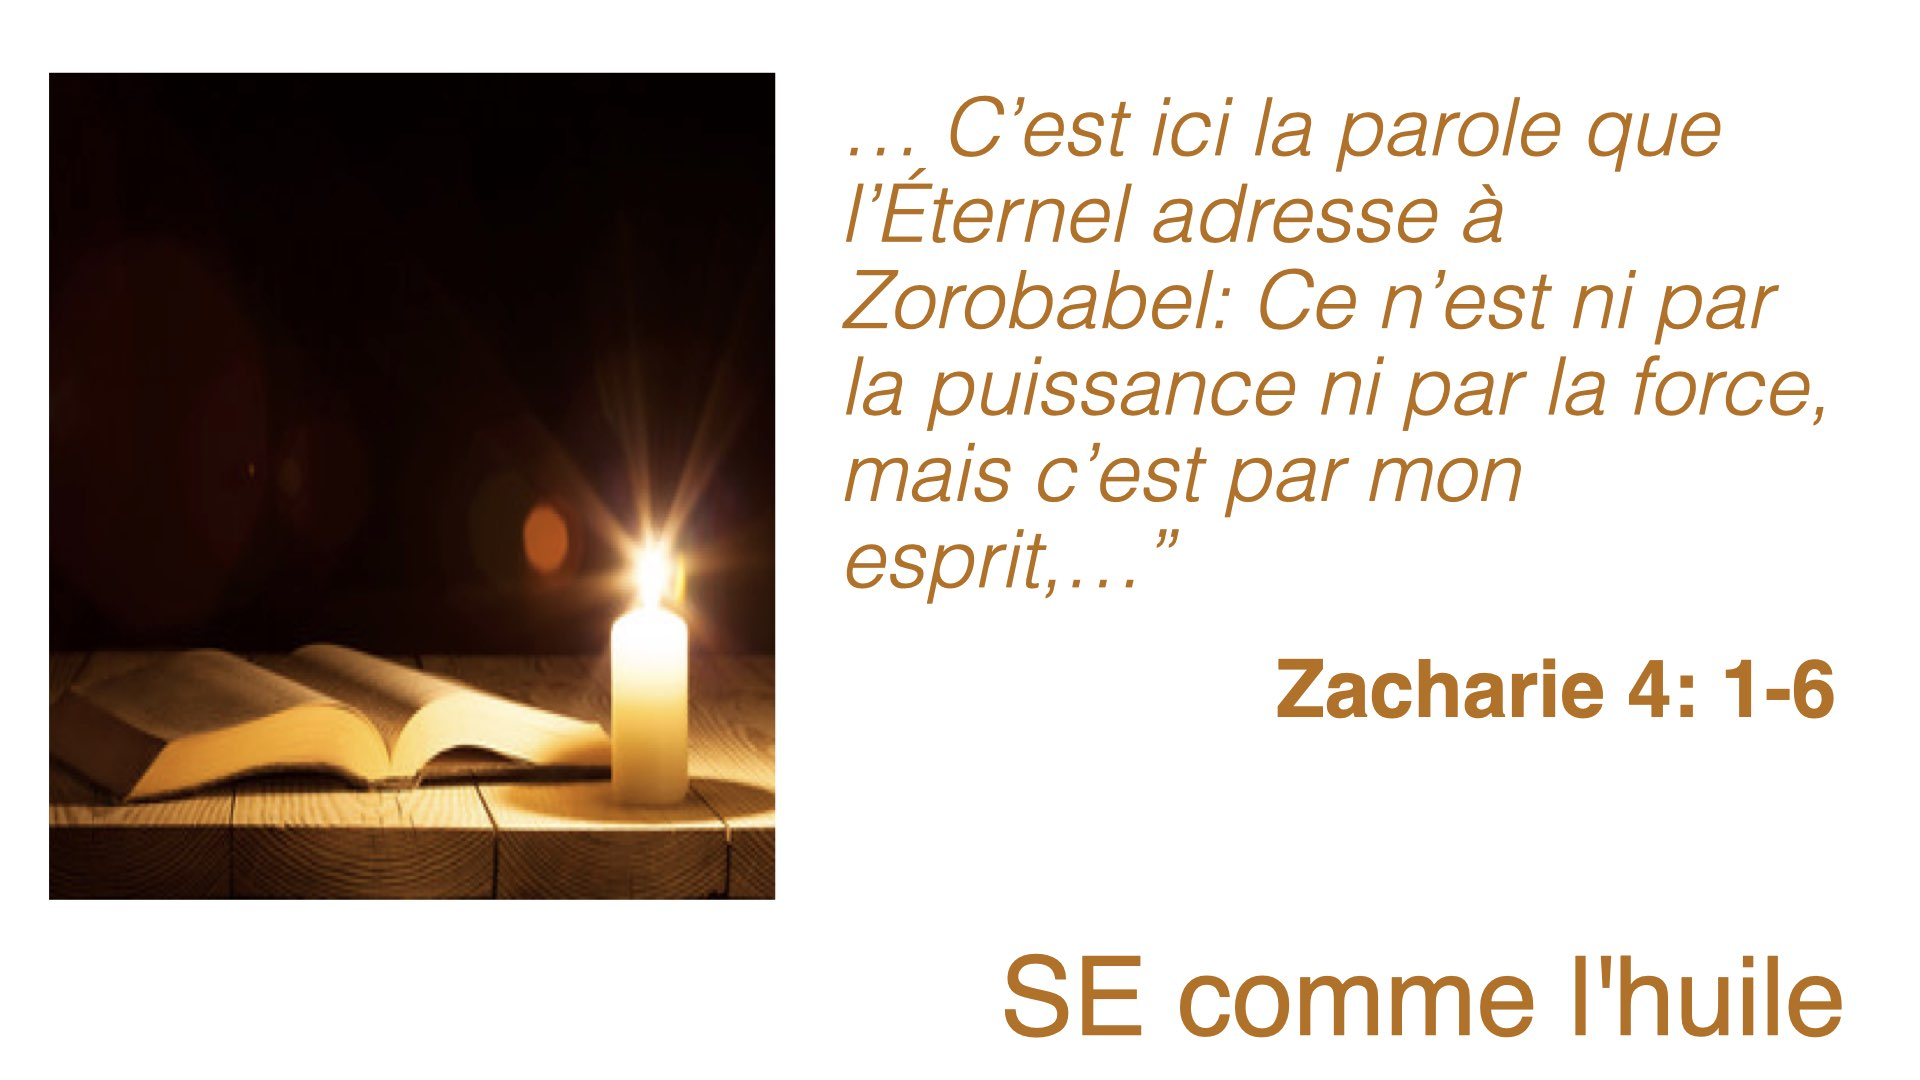 … C’est ici la parole que
l’Éternel adresse à
Zorobabel: Ce n’est ni par
la puissance ni par la force,
mais c’est par mon
esprit,…”
Zacharie 4: 1-6
SE comme l'huile